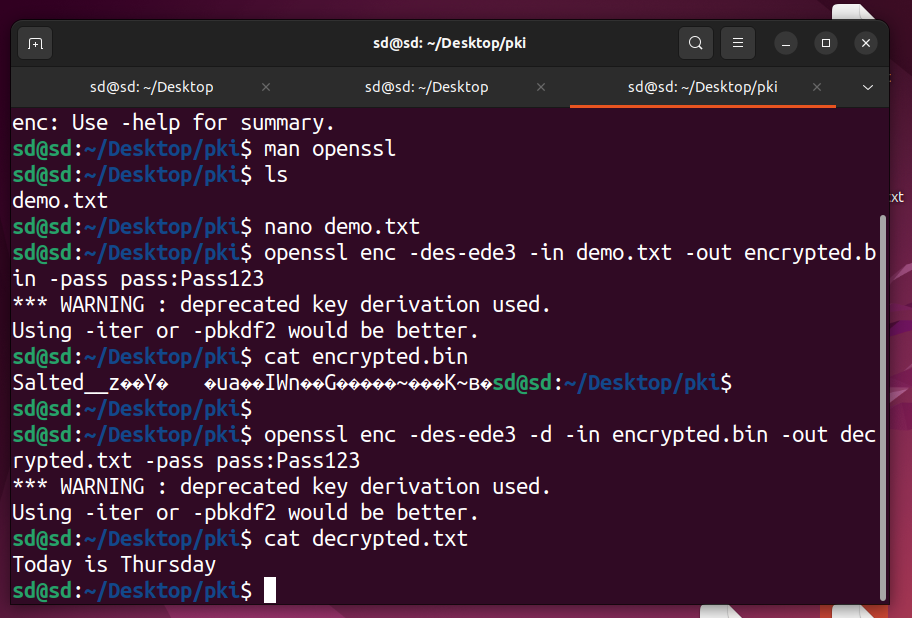 sd@sd: ~/Desktop/pki
sd@sd: ~/Desktop
sd@sd: ~/Desktop
sd@sd: ~/Desktop/pki
enc: Use -help for summary.
sd@sd:~/Desktop/pki$ man openssl
sd@sd:~/Desktop/pki$ ls
demo.txt
sd@sd:~/Desktop/pki$ nano demo.txt
sd@sd:~/Desktop/pki$ openssl enc -des-ede3 -in demo.txt -out encrypted.b
in -pass pass:Pass123
*** WARNING : deprecated key derivation used.
Using -iter or -pbkdf2 would be better.
sd@sd:~/Desktop/pki$ cat encrypted.bin
Salted__z��Y�   �ua��IWn��G�����~���K~в�sd@sd:~/Desktop/pki$
sd@sd:~/Desktop/pki$
sd@sd:~/Desktop/pki$ openssl enc -des-ede3 -d -in encrypted.bin -out dec
rypted.txt -pass pass:Pass123
*** WARNING : deprecated key derivation used.
Using -iter or -pbkdf2 would be better.
sd@sd:~/Desktop/pki$ cat decrypted.txt
Today is Thursday
sd@sd:~/Desktop/pki$